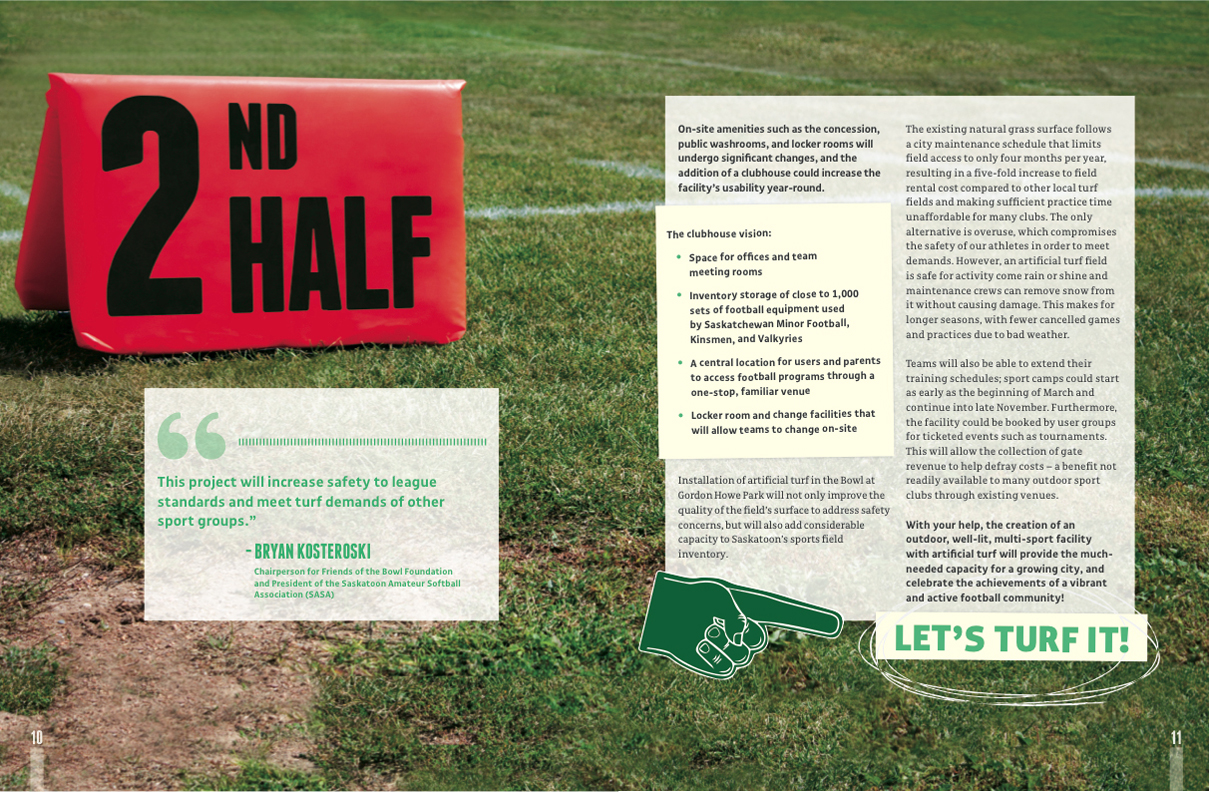 2
ND
HALF
This project will increase safety to league
standards and meet turf demands of other
sport groups.”
– BRYAN KOSTEROSKI
Chairperson for Friends of the Bowl Foundation
and President of the Saskatoon Amateur Softball
Association (SASA)
10
On-site amenities such as the concession,
public washrooms, and locker rooms will
undergo significant changes, and the
addition of a clubhouse could increase the
facility’s usability year-round.
The clubhouse vision:
• Space for offices and team
meeting rooms
• Inventory storage of close to 1,000
sets of football equipment used
by Saskatchewan Minor Football,
Kinsmen, and Valkyries
• A central location for users and parents
to access football programs through a
one-stop, familiar venue
• Locker room and change facilities that
will allow teams to change on-site
Installation of artificial turf in the Bowl at
Gordon Howe Park will not only improve the
quality of the field’s surface to address safety
concerns, but will also add considerable
capacity to Saskatoon’s sports field
inventory.
The existing natural grass surface follows
a city maintenance schedule that limits
field access to only four months per year,
resulting in a five-fold increase to field
rental cost compared to other local turf
fields and making sufficient practice time
unaffordable for many clubs. The only
alternative is overuse, which compromises
the safety of our athletes in order to meet
demands. However, an artificial turf field
is safe for activity come rain or shine and
maintenance crews can remove snow from
it without causing damage. This makes for
longer seasons, with fewer cancelled games
and practices due to bad weather.
Teams will also be able to extend their
training schedules; sport camps could start
as early as the beginning of March and
continue into late November. Furthermore,
the facility could be booked by user groups
for ticketed events such as tournaments.
This will allow the collection of gate
revenue to help defray costs – a benefit not
readily available to many outdoor sport
clubs through existing venues.
With your help, the creation of an
outdoor, well-lit, multi-sport facility
with artificial turf will provide the much-
needed capacity for a growing city, and
celebrate the achievements of a vibrant
and active football community!
LET’S TURF IT!
11